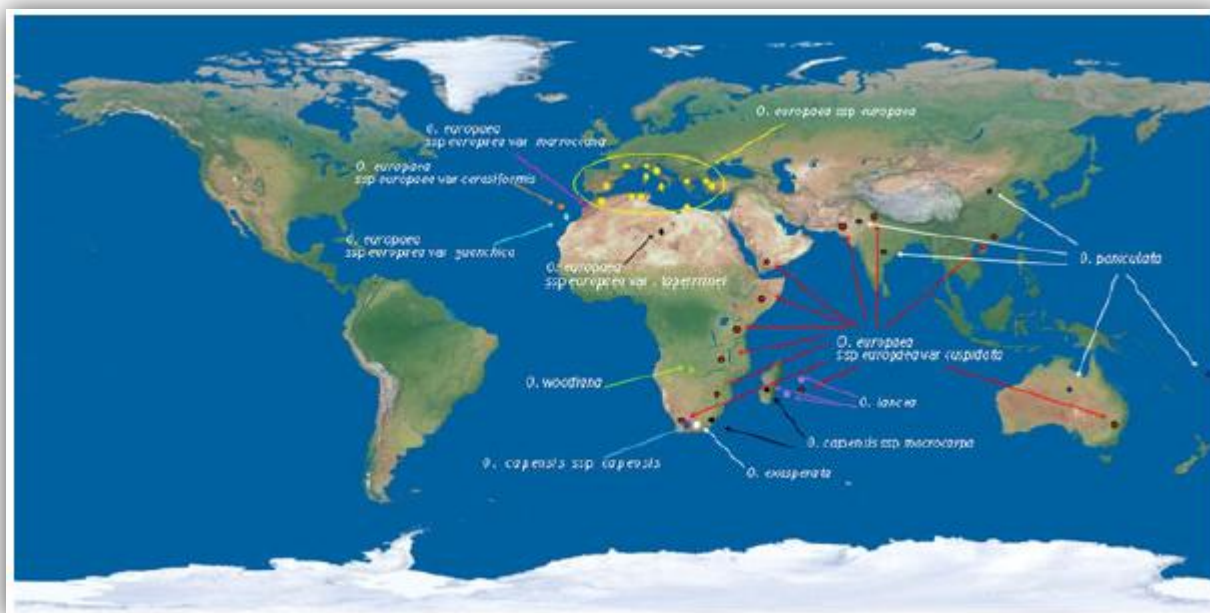 O. europaea ssp europaea
O. europaea
ssp europaea var marrocana
O. europaea
ssp europaea var cerasiformis
O. europaea
ssp europaea var guanchica
O. europaea
ssp europaea var. laperrinei
O. paniculata
O. europaea
ssp europaea var cuspidata
O. woodiana
O. lancea
O. capensis ssp macrocarpa
O. capensis ssp capensis
O. exasperata